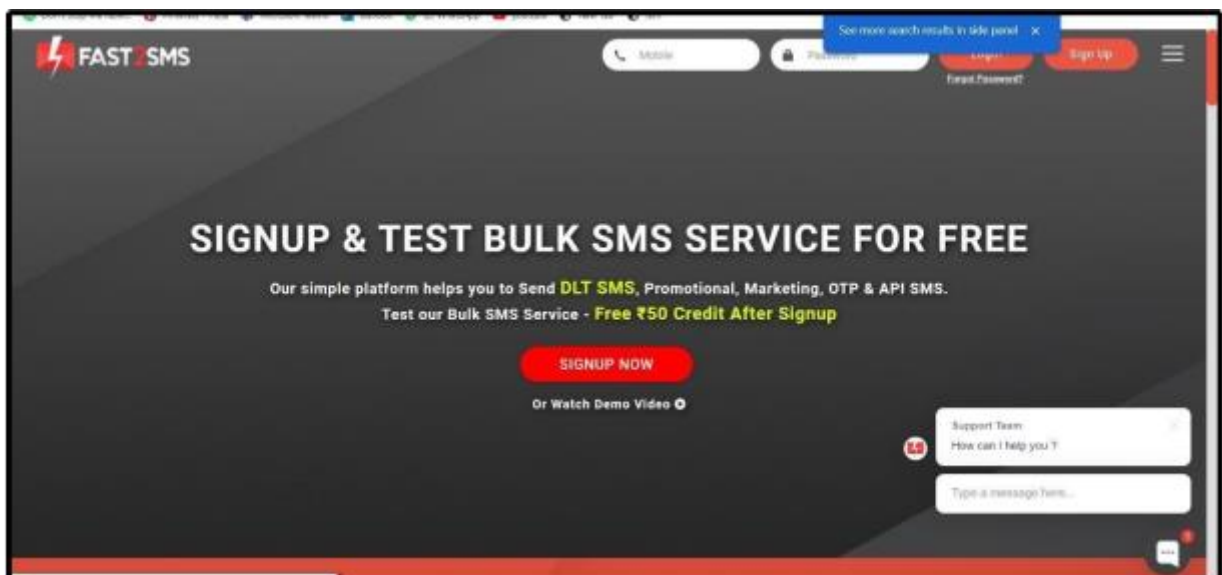 See more search results in side panel ×
FAST2SMS
Mobile
Password
Login
Sign Up
Forgot Password?
SIGNUP & TEST BULK SMS SERVICE FOR FREE
Our simple platform helps you to Send DLT SMS, Promotional, Marketing, OTP & API SMS.
Test our Bulk SMS Service - Free ₹50 Credit After Signup
SIGNUP NOW
Or Watch Demo Video
Support Team
How can I help you ?
Type a message here...